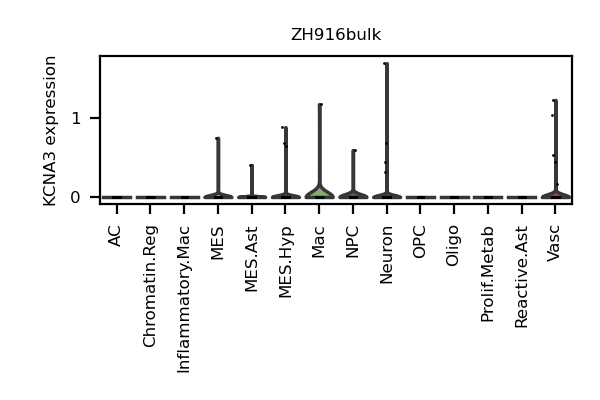 ZH916bulk
KCNA3 expression
1
0
AC
Chromatin.Reg
Inflammatory.Mac
MES
MES.Ast
MES.Hyp
Mac
NPC
Neuron
OPC
Oligo
Prolif.Metab
Reactive.Ast
Vasc